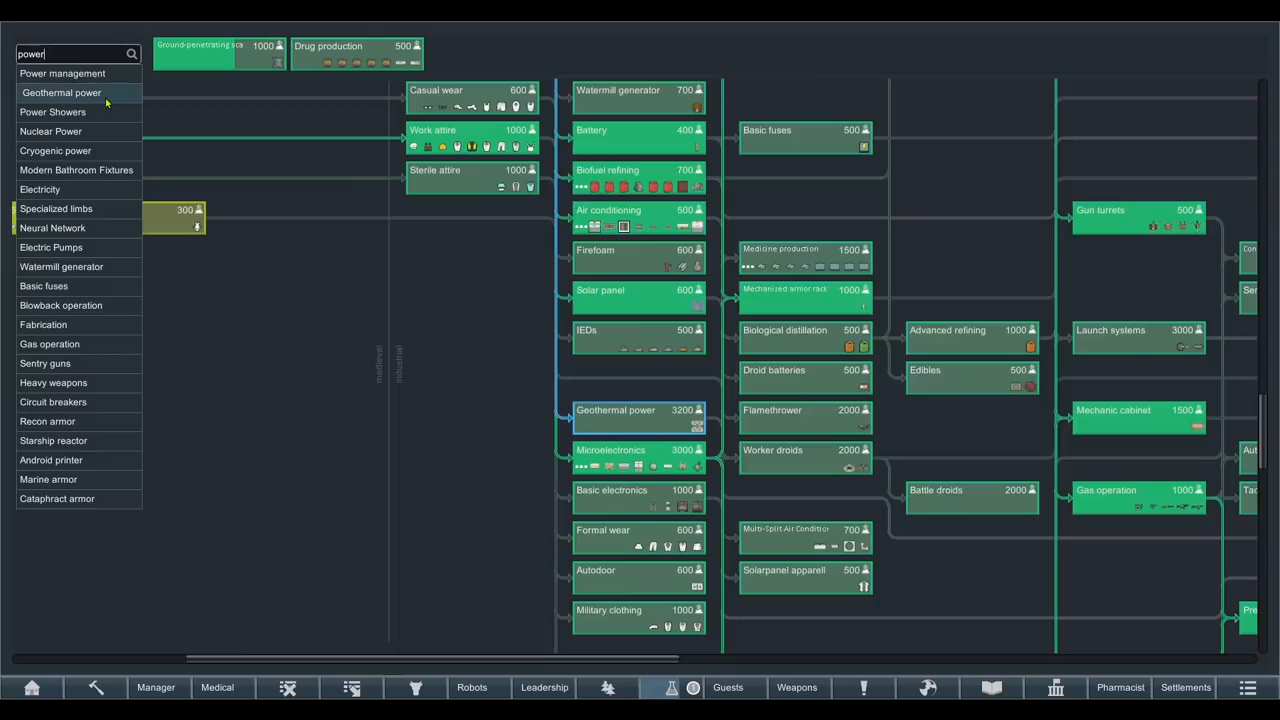 power
Power management
Geothermal power
Power Showers
Nuclear Power
Cryogenic power
Modern Bathroom Fixtures
Electricity
Specialized limbs
Neural Network
Electric Pumps
Watermill generator
Basic fuses
Blowback operation
Fabrication
Gas operation
Sentry guns
Heavy weapons
Circuit breakers
Recon armor
Starship reactor
Android printer
Marine armor
Cataphract armor
Ground-penetrating sca 1000
Drug production 500
300
medieval
industrial
Casual wear 600
Work attire 1000
Sterile attire 1000
Watermill generator 700
Battery 400
Biofuel refining 700
Air conditioning 500
Firefoam 600
Solar panel 600
IEDs 500
Geothermal power 3200
Microelectronics 3000
Basic electronics 1000
Formal wear 600
Autodoor 600
Military clothing 1000
Basic fuses 500
Medicine production 1500
Mechanized armor rack 1000
Biological distillation 500
Droid batteries 500
Flamethrower 2000
Worker droids 2000
Multi-Split Air Condition 700
Solarpanel apparell 500
Advanced refining 1000
Edibles 500
Battle droids 2000
Gun turrets 500
Launch systems 3000
Mechanic cabinet 1500
Gas operation 1000
Con
Ser
Aut
Tac
Pre
Manager Medical Robots Leadership Guests Weapons Pharmacist Settlements